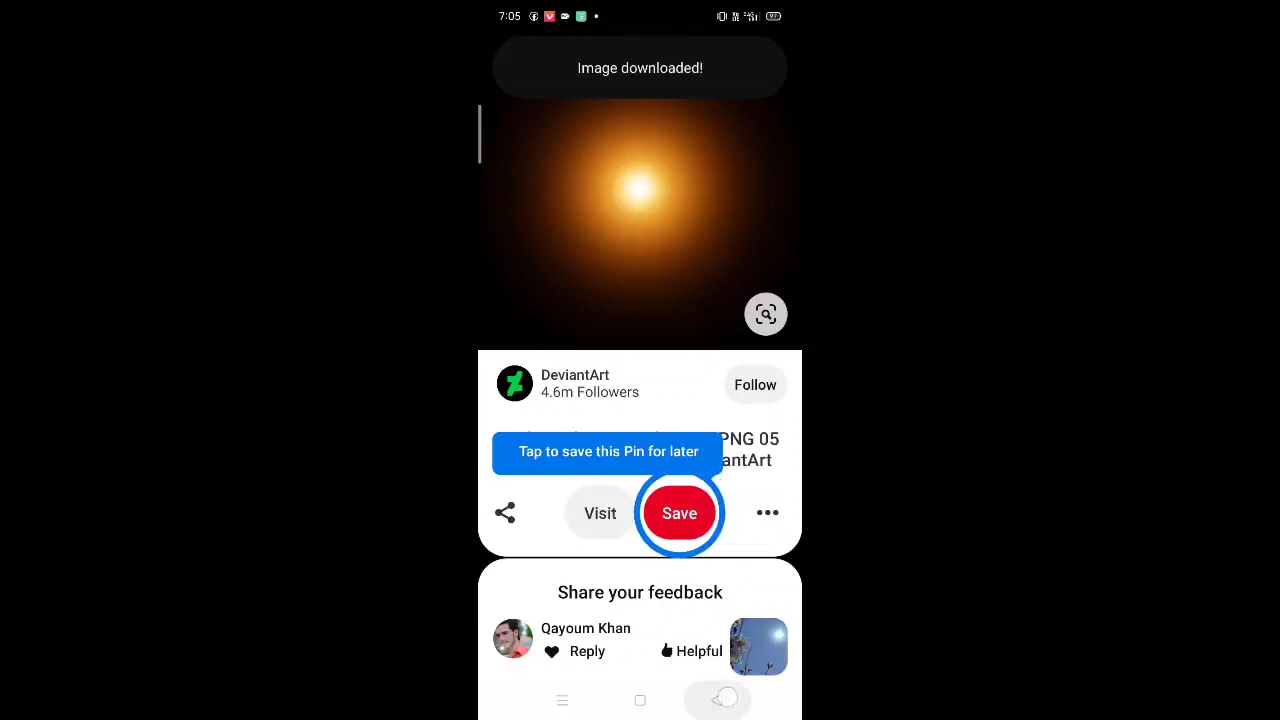 7:05
Image downloaded!
DeviantArt
4.6m Followers
Follow
PNG 05
antArt
Tap to save this Pin for later
Visit
Save
Share your feedback
Qayoum Khan
Reply
Helpful